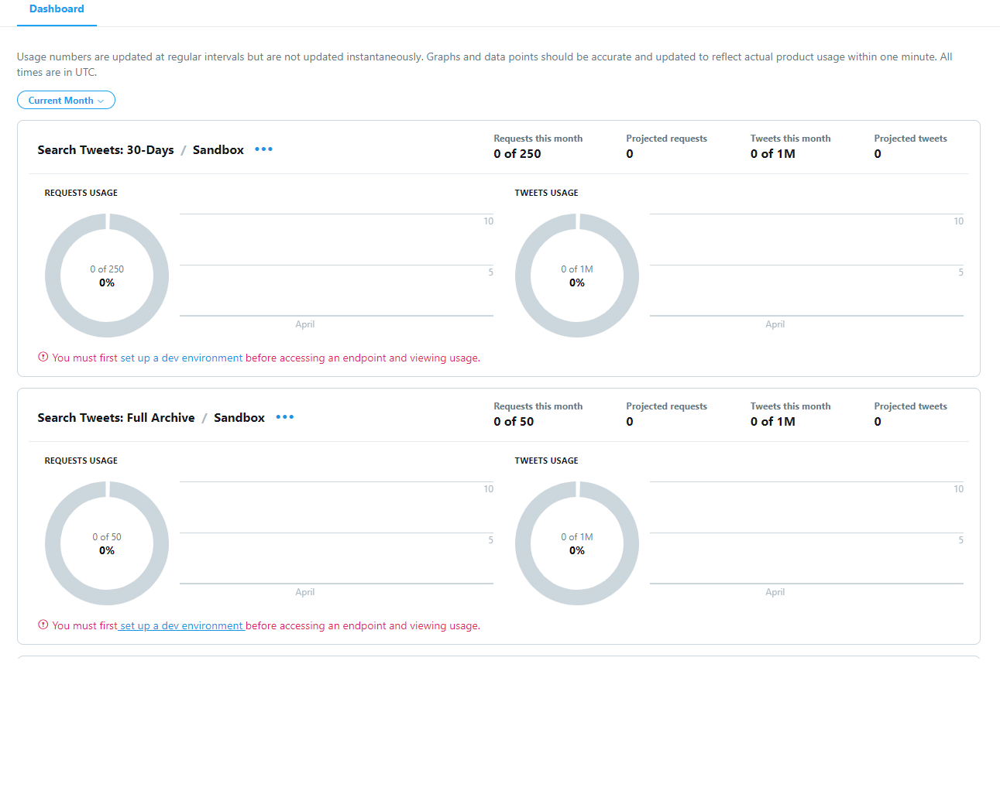 Dashboard
Usage numbers are updated at regular intervals but are not updated instantaneously. Graphs and data points should be accurate and updated to reflect actual product usage within one minute. All
times are in UTC.
Current Month
Search Tweets: 30-Days / Sandbox •••
Requests this month
0 of 250
Projected requests
0
Tweets this month
0 of 1M
Projected tweets
0
REQUESTS USAGE
0 of 250
0%
10
5
April
TWEETS USAGE
0 of 1M
0%
10
5
April
You must first set up a dev environment before accessing an endpoint and viewing usage.
Search Tweets: Full Archive / Sandbox •••
Requests this month
0 of 50
Projected requests
0
Tweets this month
0 of 1M
Projected tweets
0
REQUESTS USAGE
0 of 50
0%
10
5
April
TWEETS USAGE
0 of 1M
0%
10
5
April
You must first set up a dev environment before accessing an endpoint and viewing usage.